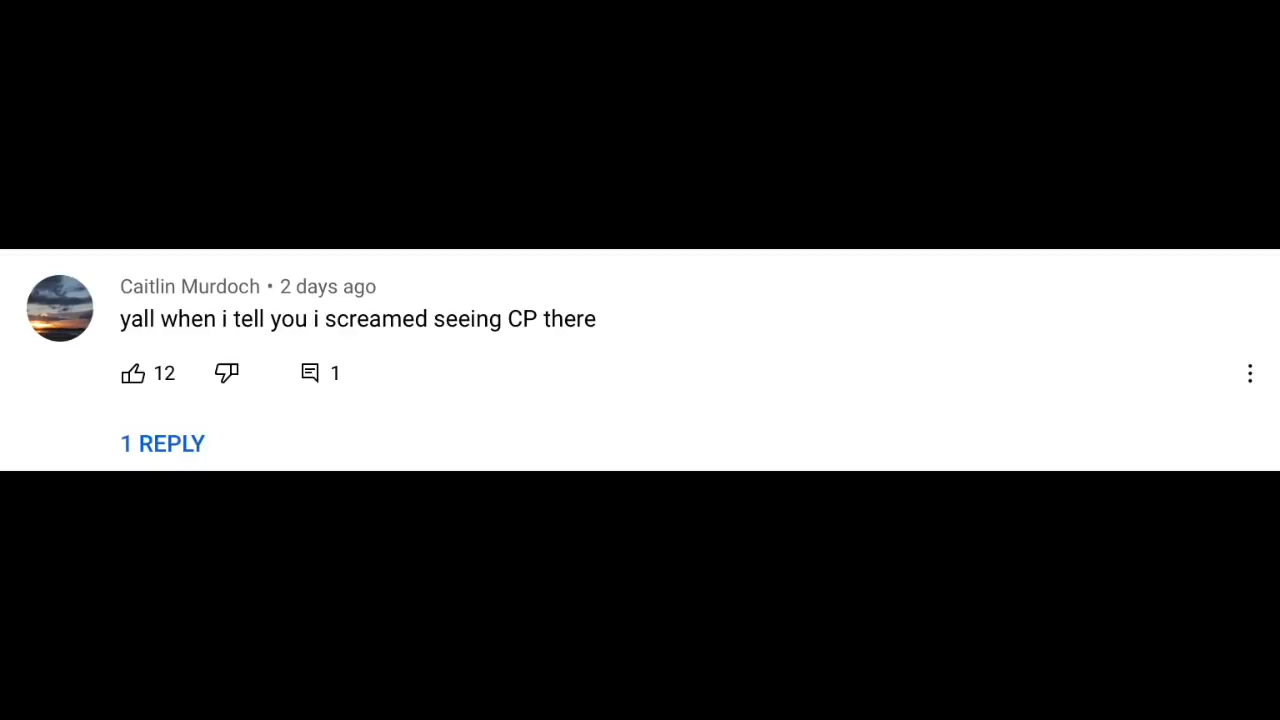 Caitlin Murdoch • 2 days ago
yall when i tell you i screamed seeing CP there
12 1
1 REPLY